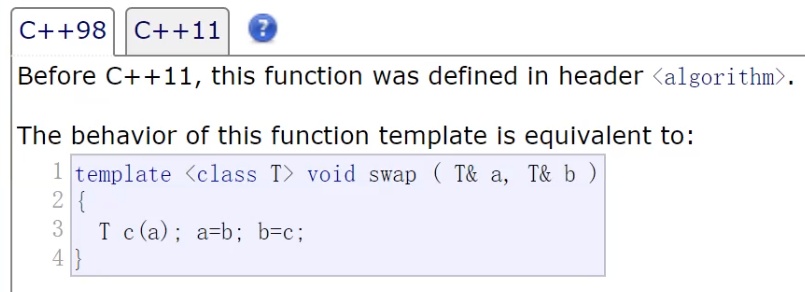 C++98 C++11 ?
Before C++11, this function was defined in header <algorithm>.
The behavior of this function template is equivalent to:
1 template <class T> void swap ( T& a, T& b )
2 {
3 T c(a); a=b; b=c;
4 }